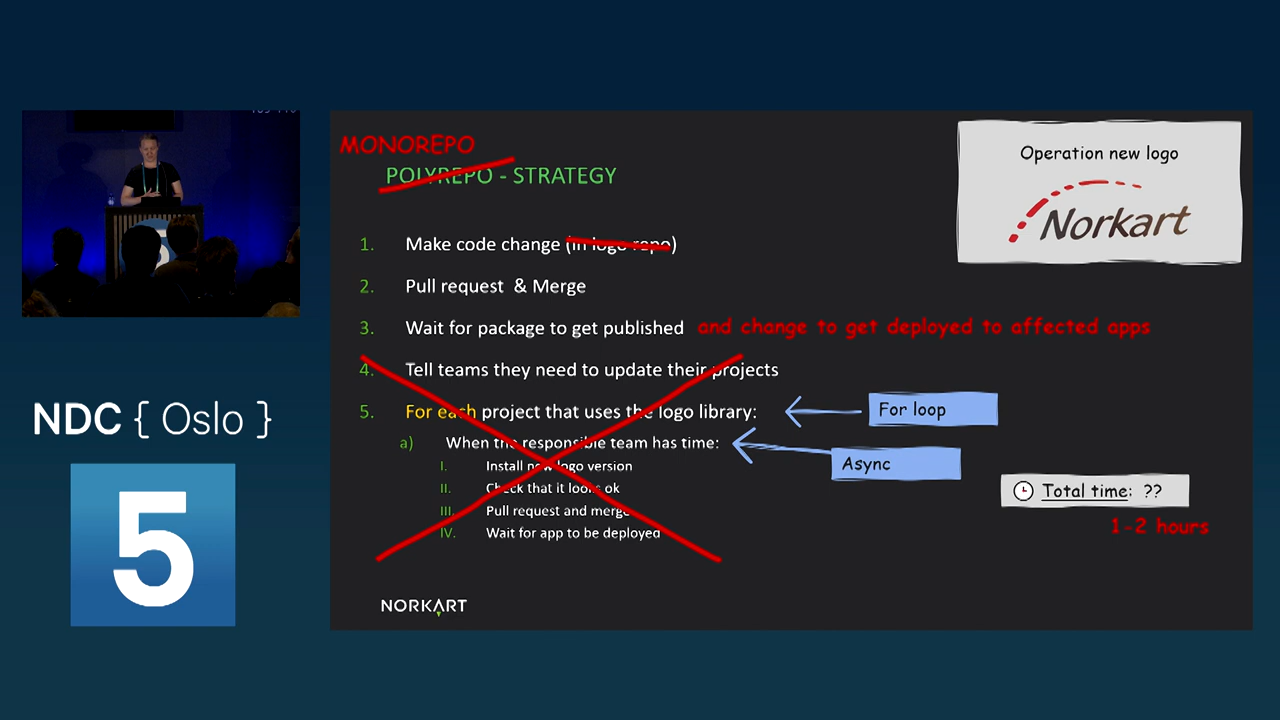 MONOREPO
POLYREPO - STRATEGY
Operation new logo
Norkart
1. Make code change (in logo repo)
2. Pull request & Merge
3. Wait for package to get published and change to get deployed to affected apps
4. Tell teams they need to update their projects
5. For each project that uses the logo library:
For loop
a) When the responsible team has time:
Async
I. Install new logo version
II. Check that it looks ok
III. Pull request and merge
IV. Wait for app to be deployed
Total time: ??
1-2 hours
NORKART
NDC { Oslo }
5